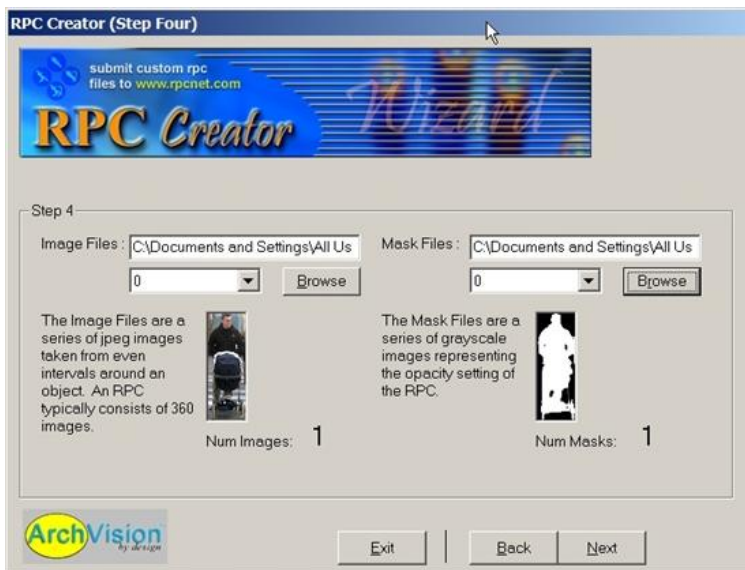 RPC Creator (Step Four)
submit custom rpc
files to www.rpcnet.com
RPC Creator
Wizard
Step 4
Image Files :
C:\Documents and Settings\All Us
0
Browse
The Image Files are a
series of jpeg images
taken from even
intervals around an
object. An RPC
typically consists of 360
images.
Num Images: 1
Mask Files :
C:\Documents and Settings\All Us
0
Browse
The Mask Files are a
series of grayscale
images representing
the opacity setting of
the RPC.
Num Masks: 1
ArchVision
by design
Exit
Back
Next